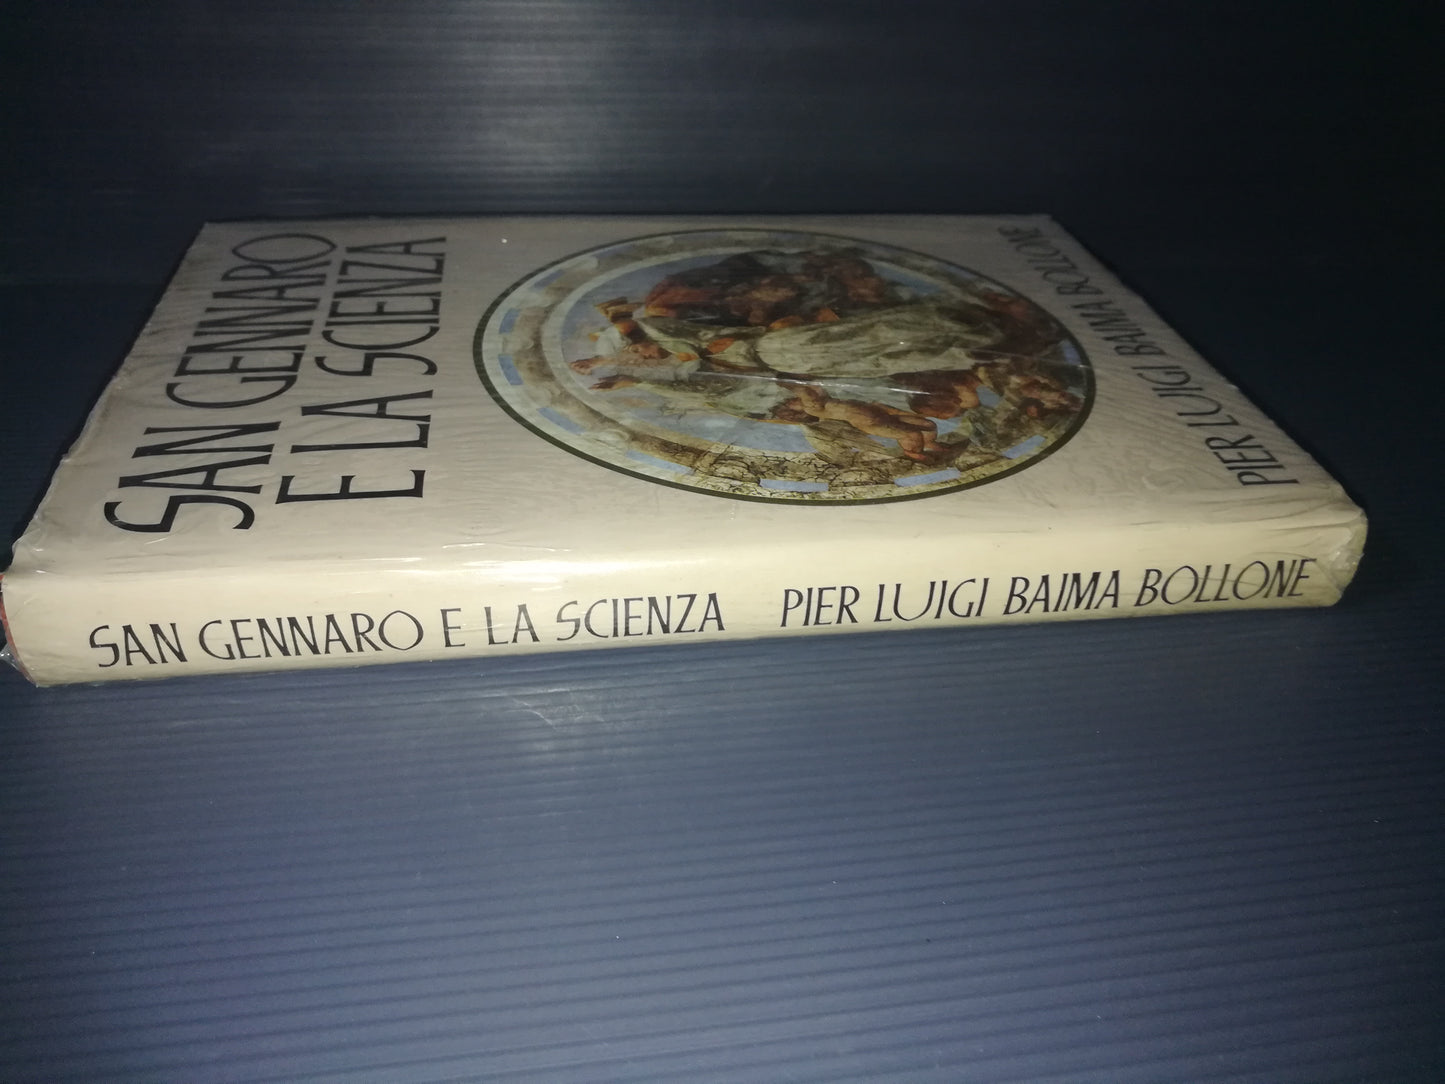 SAN GENNARO
E LA SCIENZA
PIER LUIGI BAIMA BOLLONE
SAN GENNARO E LA SCIENZA PIER LUIGI BAIMA BOLLONE